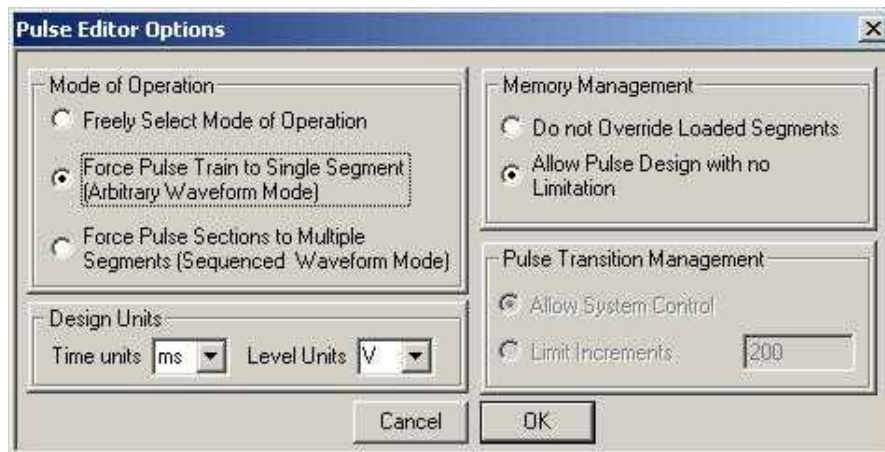 Pulse Editor Options
Mode of Operation
Freely Select Mode of Operation
Force Pulse Train to Single Segment
(Arbitrary Waveform Mode)
Force Pulse Sections to Multiple
Segments (Sequenced Waveform Mode)
Design Units
Time units ms Level Units V
Memory Management
Do not Override Loaded Segments
Allow Pulse Design with no
Limitation
Pulse Transition Management
Allow System Control
Limit Increments 200
Cancel OK